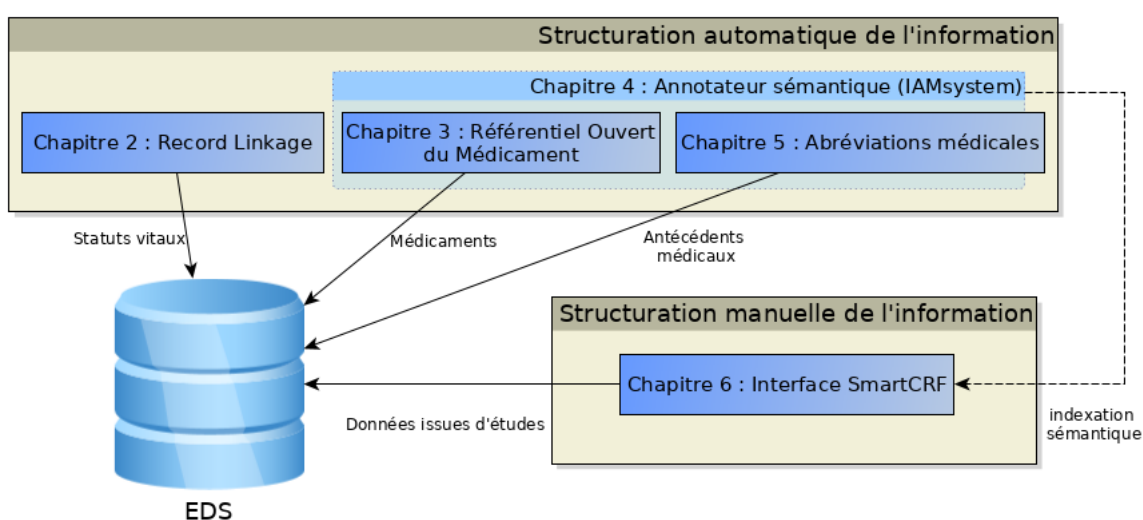 Structuration automatique de l'information
Chapitre 4 : Annotateur sémantique (IAMsystem)
Chapitre 2 : Record Linkage
Chapitre 3 : Référentiel Ouvert
du Médicament
Chapitre 5 : Abréviations médicales
Statuts vitaux
Médicaments
Antécédents
médicaux
Structuration manuelle de l'information
Chapitre 6 : Interface SmartCRF
Données issues d'études
indexation
sémantique
EDS